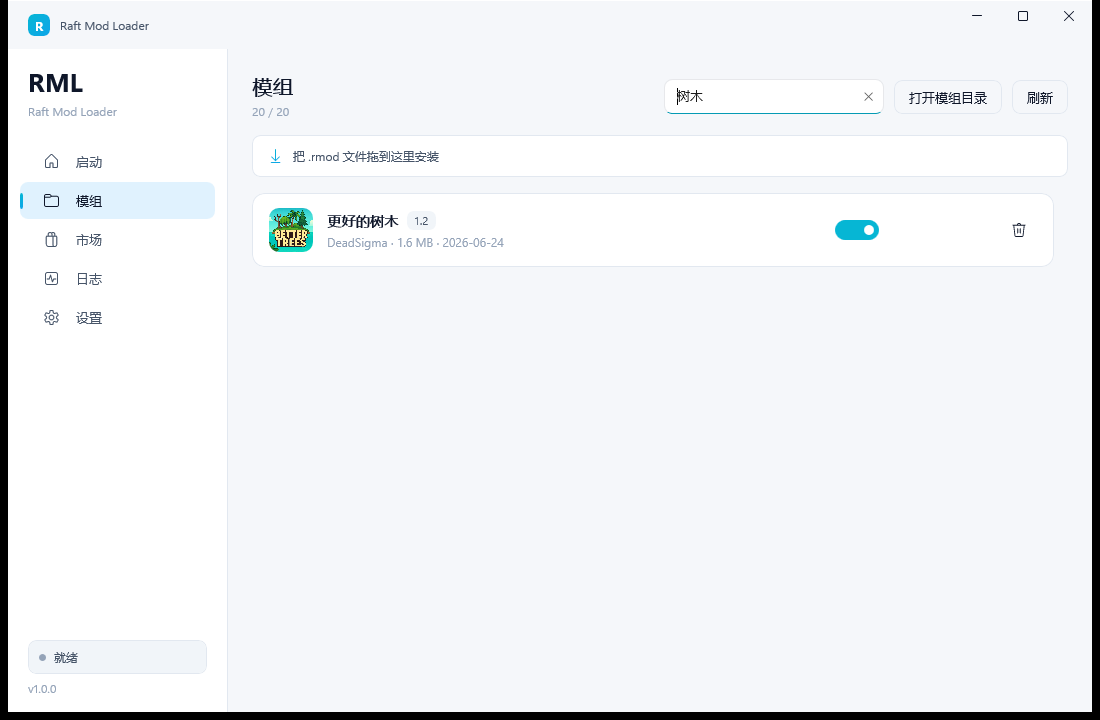 R Raft Mod Loader
RML
Raft Mod Loader
启动
模组
市场
日志
设置
就绪
v1.0.0
模组
20 / 20
树木
打开模组目录
刷新
把 .rmod 文件拖到这里安装
BETTER
TREES
更好的树木 1.2
DeadSigma · 1.6 MB · 2026-06-24